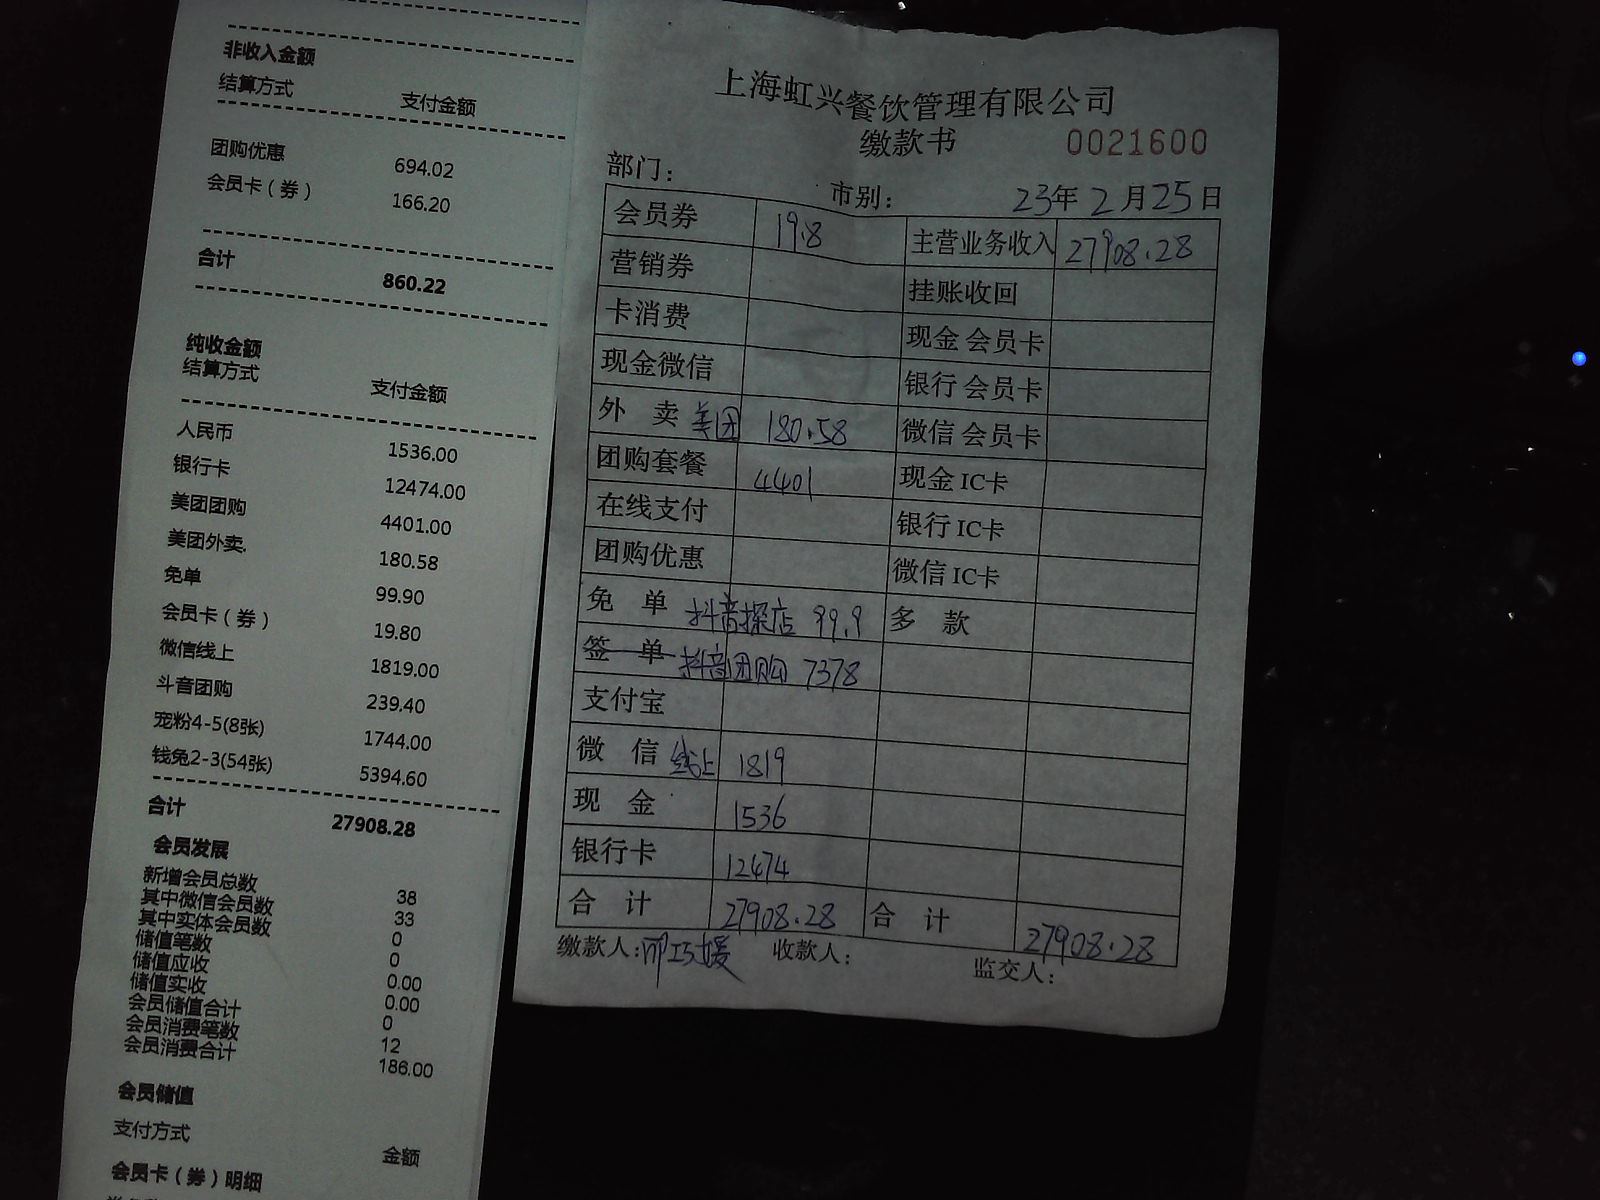 非收入金额
结算方式 支付金额
团购优惠 694.02
会员卡（券） 166.20
合计 860.22
纯收金额
结算方式 支付金额
人民币 1536.00
银行卡 12474.00
美团团购 4401.00
美团外卖. 180.58
免单 99.90
会员卡（券） 19.80
微信线上 1819.00
斗音团购 239.40
宠粉4-5(8张) 1744.00
钱兔2-3(54张) 5394.60
合计 27908.28
会员发展
新增会员总数 38
其中微信会员数 33
其中实体会员数 0
储值笔数 0
储值应收 0.00
储值实收 0.00
会员储值合计 0
会员消费笔数 12
会员消费合计 186.00
会员储值
支付方式 金额
会员卡（券）明细
上海虹兴餐饮管理有限公司
缴款书 0021600
部门： 市别： 23年2月25日
会员券 19.8 主营业务收入 27908.28
营销券 挂账收回
卡消费 现金 会员卡
现金微信 银行 会员卡
外 卖 美团 180.58 微信 会员卡
团购套餐 4401 现金 IC卡
在线支付 银行 IC卡
团购优惠 微信 IC卡
免 单 抖音探店 99.9 多 款
签 单 抖音团购 7378
支付宝
微 信 线上 1819
现 金 1536
银行卡 12474
合 计 27908.28 合 计 27908.28
缴款人: 邢巧媛 收款人: 监交人: